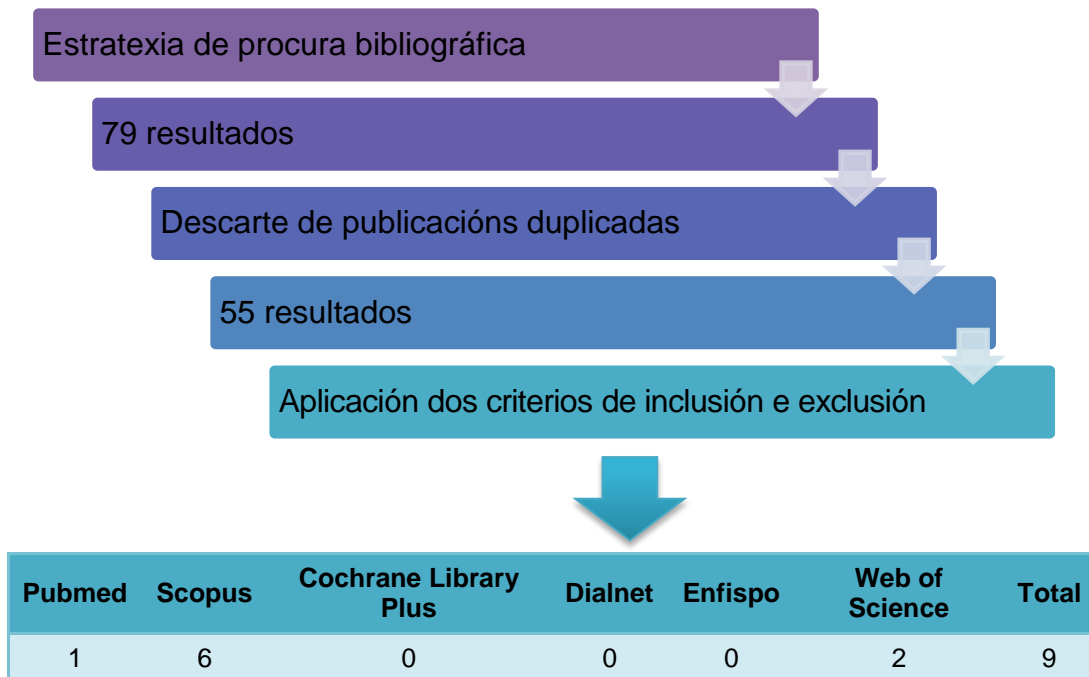 Estratexia de procura bibliográfica
79 resultados
Descarte de publicacións duplicadas
55 resultados
Aplicación dos criterios de inclusión e exclusión
Pubmed Scopus Cochrane Library Plus Dialnet Enfispo Web of Science Total
1 6 0 0 0 2 9